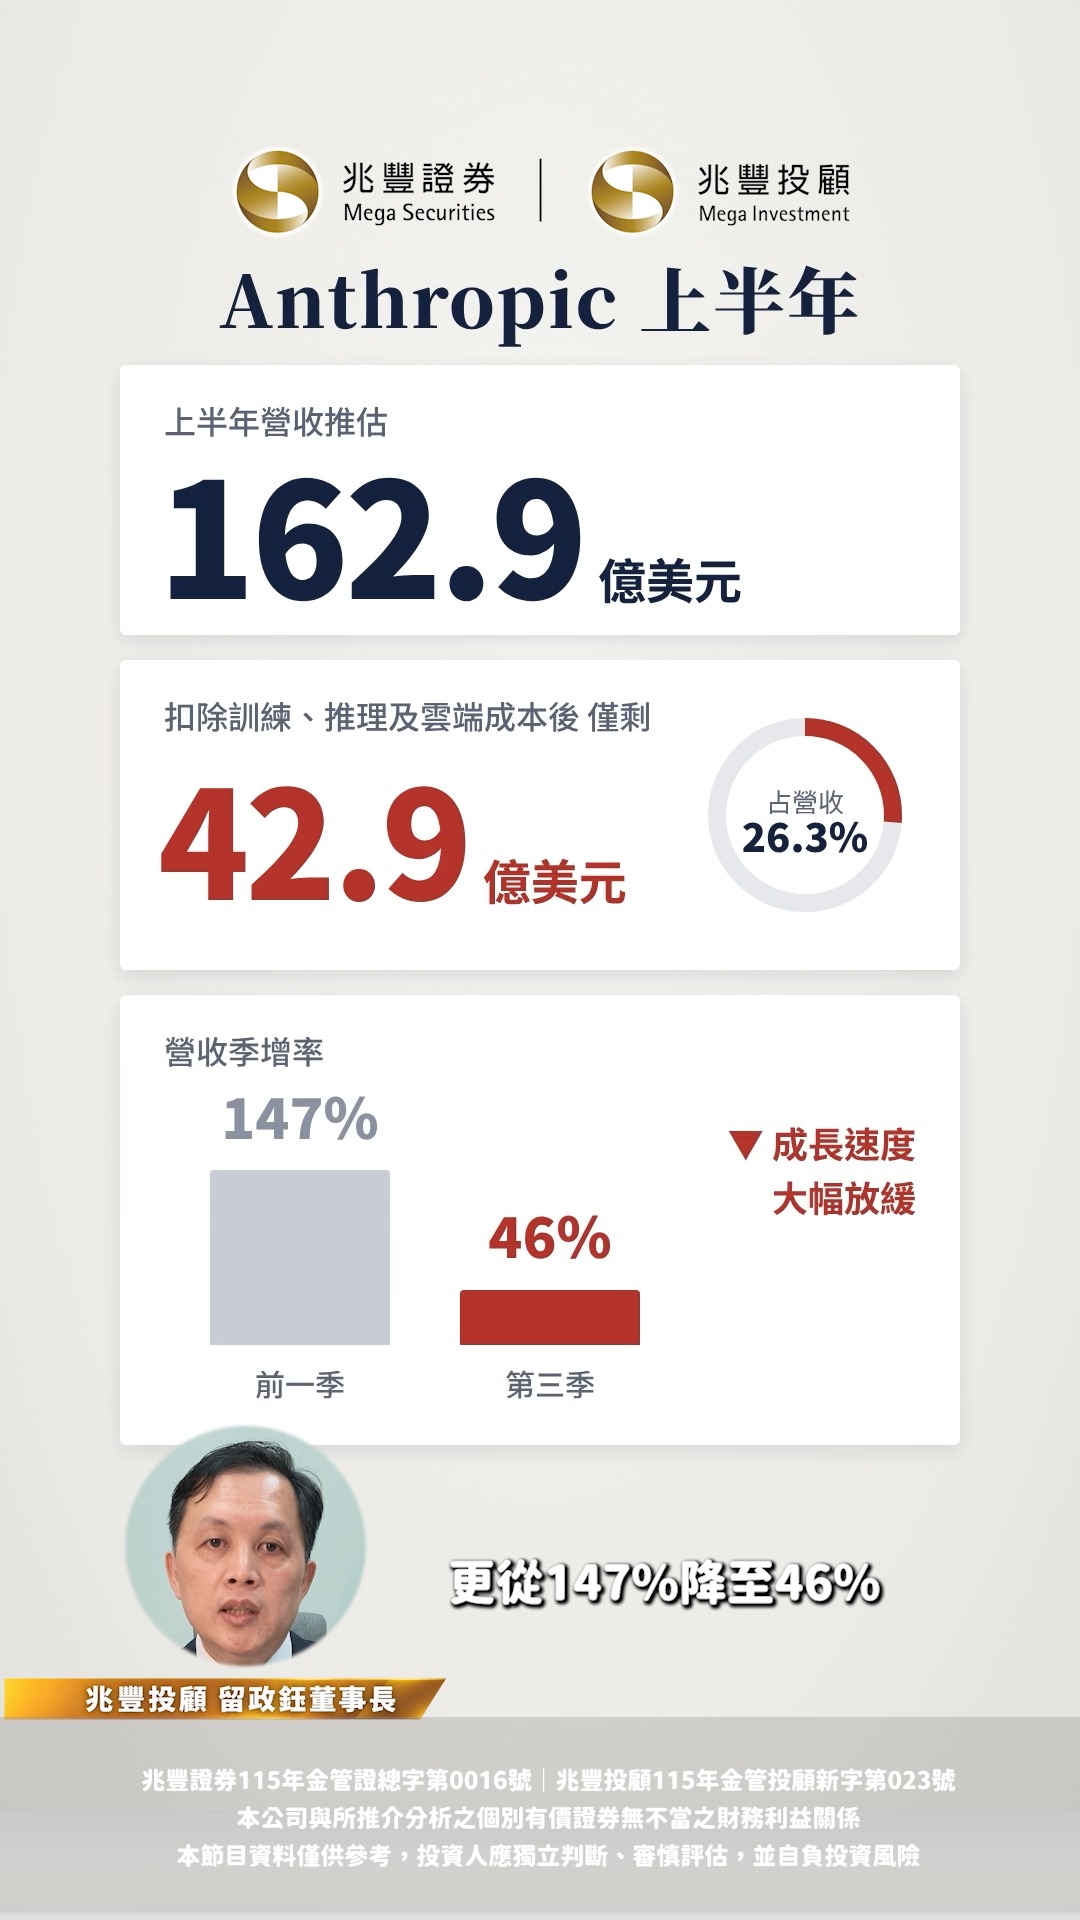 兆豐證券
Mega Securities
兆豐投顧
Mega Investment
Anthropic 上半年
上半年營收推估
162.9 億美元
扣除訓練、推理及雲端成本後 僅剩
42.9 億美元
占營收
26.3%
營收季增率
147%
46%
▼ 成長速度
大幅放緩
前一季
第三季
更從147%降至46%
兆豐投顧 留政鈺董事長
兆豐證券115年金管證總字第0016號｜兆豐投顧115年金管投顧新字第023號
本公司與所推介分析之個別有價證券無不當之財務利益關係
本節目資料僅供參考，投資人應獨立判斷、審慎評估，並自負投資風險